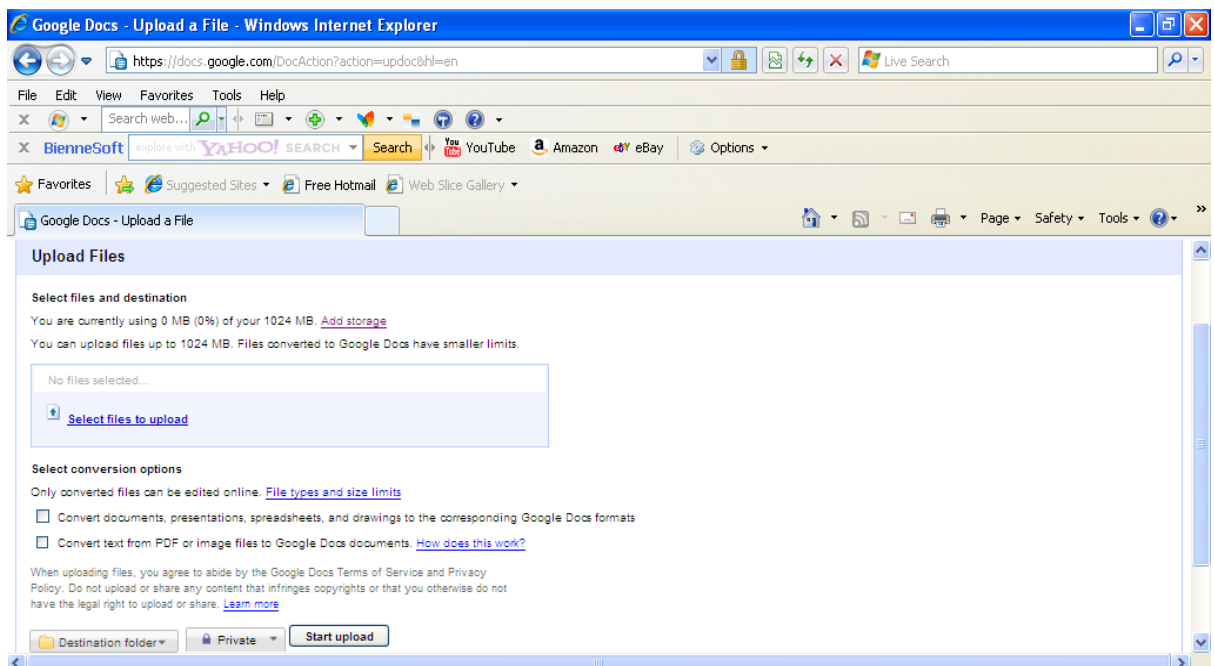 Google Docs - Upload a File - Windows Internet Explorer
https://docs.google.com/DocAction?action=updoc&hl=en
Live Search
File Edit View Favorites Tools Help
X Search web...
X BienneSoft explore with YAHOO! SEARCH Search You Tube YouTube a Amazon ebY eBay Options
Favorites Suggested Sites Free Hotmail Web Slice Gallery
Google Docs - Upload a File Page Safety Tools »
Upload Files
Select files and destination
You are currently using 0 MB (0%) of your 1024 MB. Add storage
You can upload files up to 1024 MB. Files converted to Google Docs have smaller limits.
No files selected...
Select files to upload
Select conversion options
Only converted files can be edited online. File types and size limits
Convert documents, presentations, spreadsheets, and drawings to the corresponding Google Docs formats
Convert text from PDF or image files to Google Docs documents. How does this work?
When uploading files, you agree to abide by the Google Docs Terms of Service and Privacy
Policy. Do not upload or share any content that infringes copyrights or that you otherwise do not
have the legal right to upload or share. Learn more
Destination folder Private Start upload